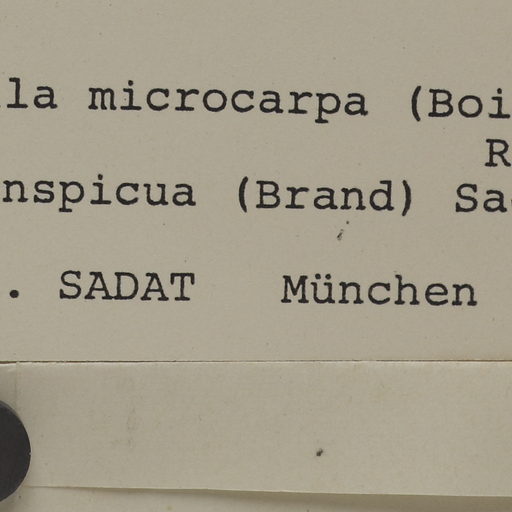 la microcarpa (Boi
R
nspicua (Brand) Sa
. SADAT München